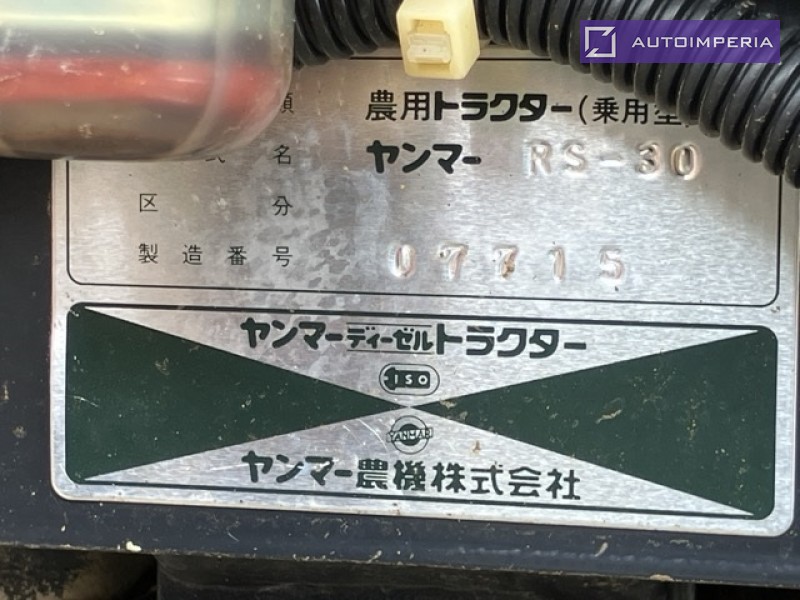 AUTOIMPERIA
類 農用トラクター(乗用型
式名 ヤンマー RS-30
区分
製造番号 07715
ヤンマーディーゼルトラクター
ISO
YANMAR
ヤンマー農機株式会社